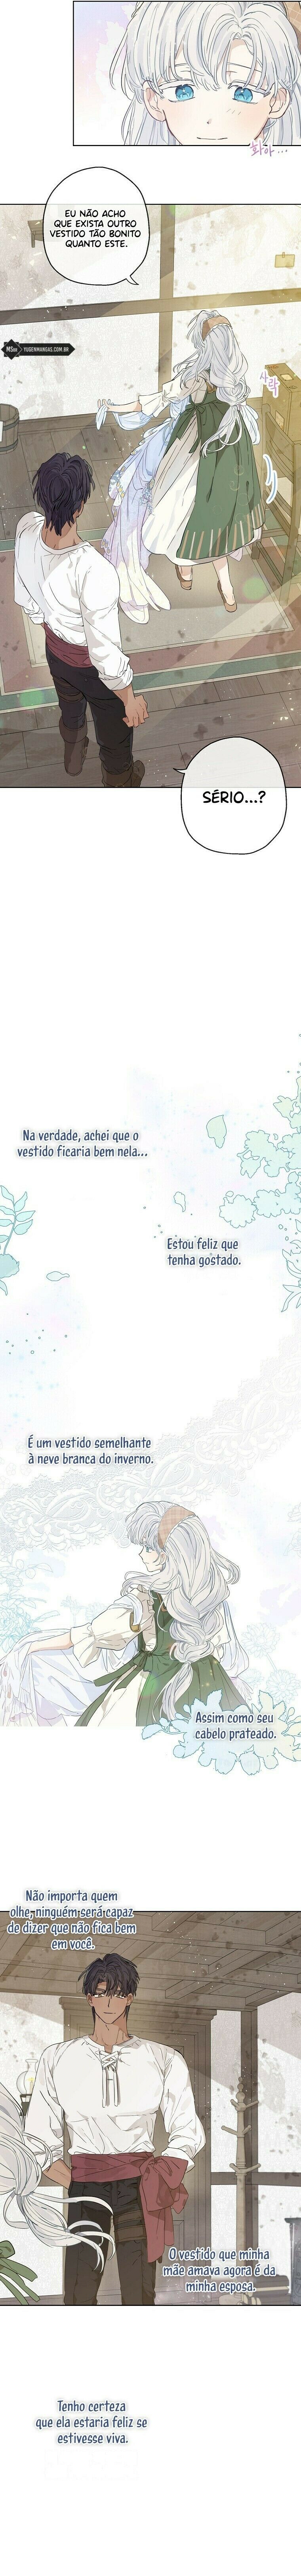 화아...
EU NÃO ACHO
QUE EXISTA OUTRO
VESTIDO TÃO BONITO
QUANTO ESTE.
YUGENMANGAS.COM.BR
사락
SÉRIO...?
Na verdade, achei que o
vestido ficaria bem nela...
Estou feliz que
tenha gostado.
É um vestido semelhante
à neve branca do inverno.
Assim como seu
cabelo prateado.
Não importa quem
olhe, ninguém será capaz
de dizer que não fica bem
em você.
O vestido que minha
mãe amava agora é da
minha esposa.
Tenho certeza
que ela estaria feliz se
estivesse viva.